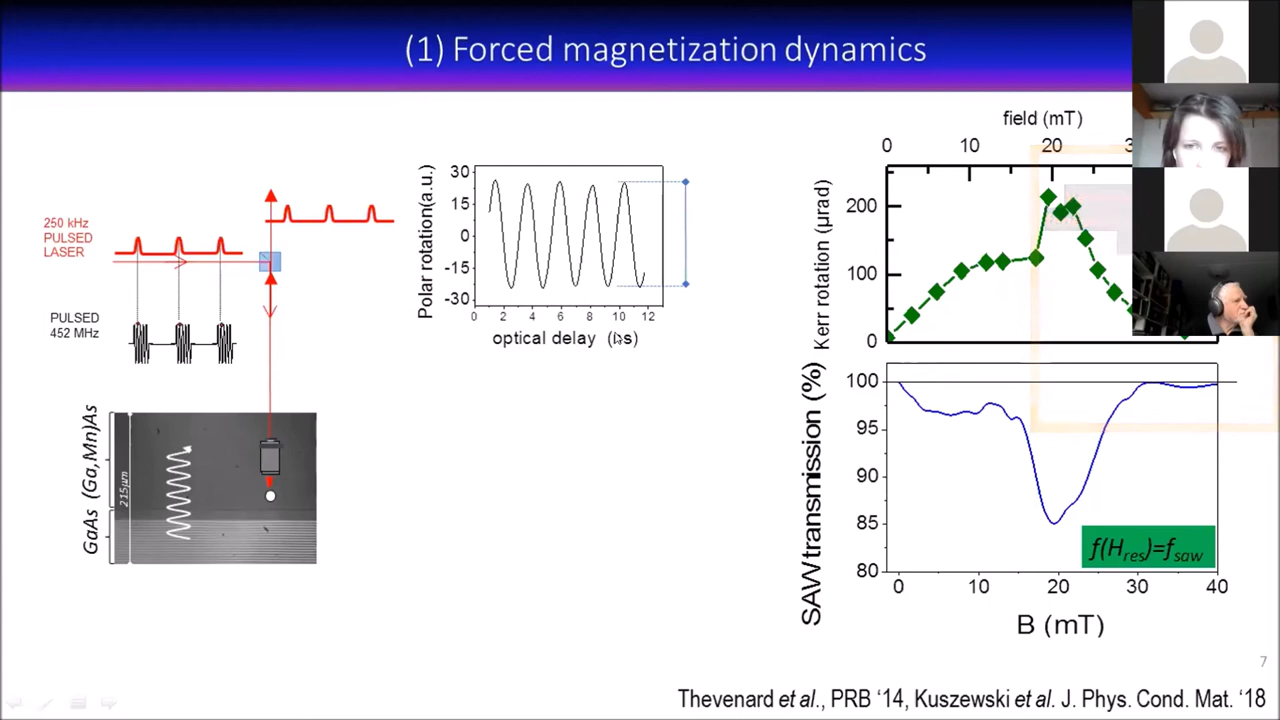 (1) Forced magnetization dynamics
250 kHz
PULSED
LASER
PULSED
452 MHz
GaAs (Ga,Mn)As
215µm
Polar rotation(a.u.)
30
15
0
-15
-30
0 2 4 6 8 10 12
optical delay (ns)
field (mT)
0 10 20
Kerr rotation (µrad)
200
100
0
SAW transmission (%)
100
95
90
85
80
f(Hres)=fsaw
0 10 20 30 40
B (mT)
7
Thevenard et al., PRB ‘14, Kuszewski et al. J. Phys. Cond. Mat. ‘18